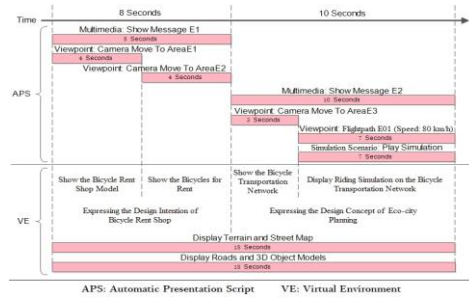 8 Seconds
10 Seconds
Time
Multimedia: Show Message E1
8 Seconds
Viewpoint: Camera Move To AreaE1
4 Seconds
Viewpoint: Camera Move To AreaE2
4 Seconds
Multimedia: Show Message E2
10 Seconds
APS
Viewpoint: Camera Move To AreaE3
3 Seconds
Viewpoint: Flightpath E01 (Speed: 80 km/h)
7 Seconds
Simulation Scenario: Play Simulation
7 Seconds
Show the Bicycle Rent
Shop Model
Show the Bicycles for
Rent
Show the Bicycle
Transportation
Network
Display Riding Simulation on the Bicycle
Transportation Network
VE
Expressing the Design Intention of
Bicycle Rent Shop
Expressing the Design Concept of Eco-city
Planning
Display Terrain and Street Map
18 Seconds
Display Roads and 3D Object Models
18 Seconds
APS: Automatic Presentation Script VE: Virtual Environment